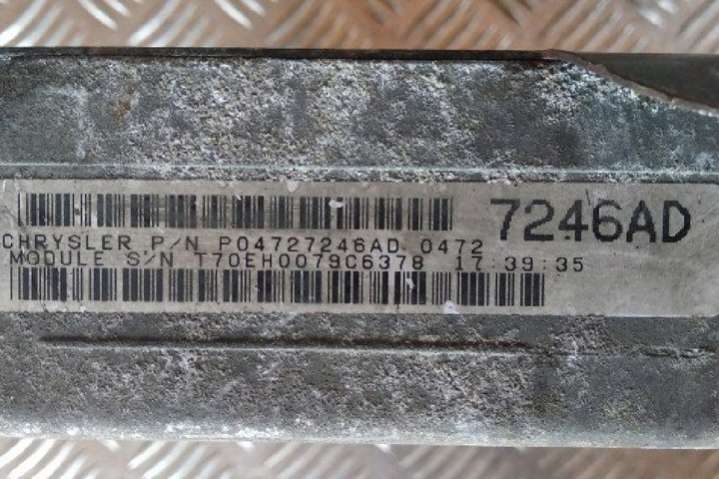 7246AD
CHRYSLER P/N P04727246AD 0472
MODULE S/N T70EH0079C6378 17:39:35